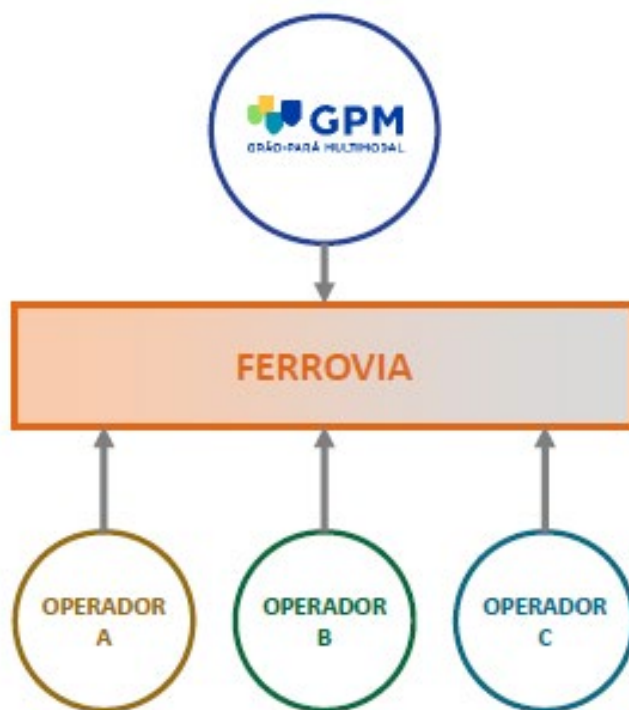 GPM
GRÃO-PARÁ MULTIMODAL
FERROVIA
OPERADOR
A
OPERADOR
B
OPERADOR
C